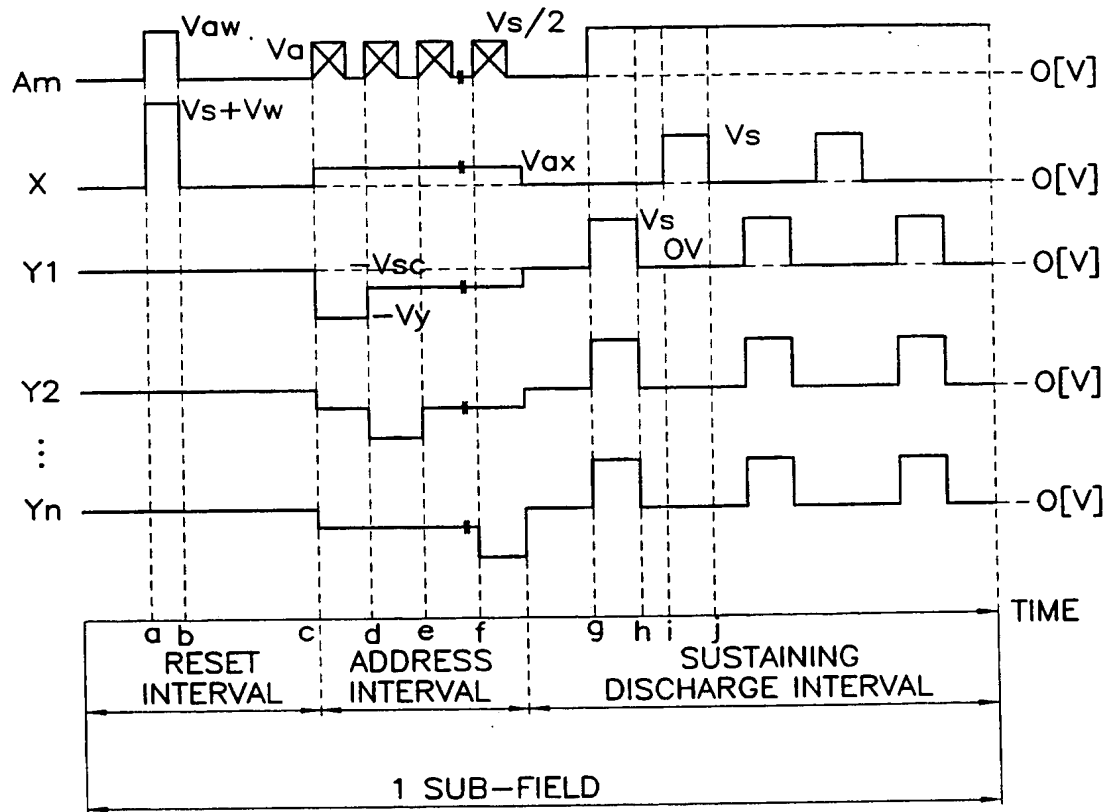 Vaw.
Va
Vs/2
Am
O[V]
Vs+Vw
Vs
X
Vax
O[V]
Vs
OV
Y1
-Vsc
O[V]
-Vy
Y2
O[V]
⋮
Yn
O[V]
TIME
a b c d e f g h i j
RESET INTERVAL
ADDRESS INTERVAL
SUSTAINING DISCHARGE INTERVAL
1 SUB-FIELD